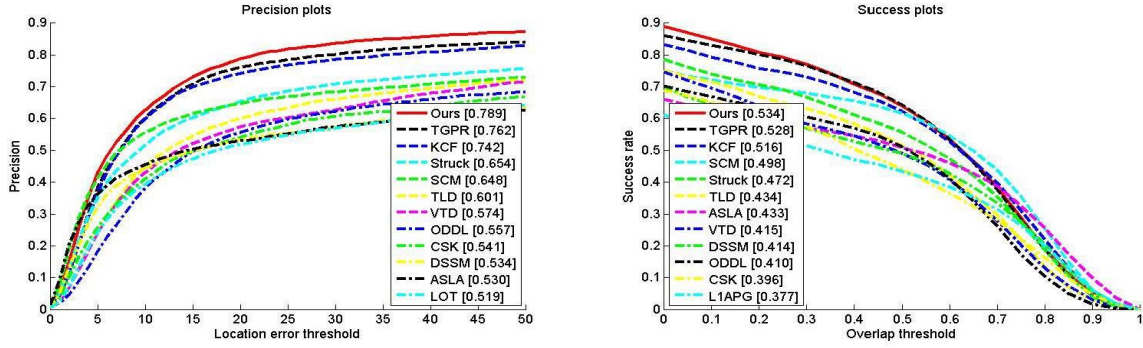 Precision plots
0.9
0.8
0.7
0.6
0.5
0.4
0.3
0.2
0.1
0
Precision
0 5 10 15 20 25 30 35 40 45 50
Location error threshold
Ours [0.789]
TGPR [0.762]
KCF [0.742]
Struck [0.654]
SCM [0.648]
TLD [0.601]
VTD [0.574]
ODDL [0.557]
CSK [0.541]
DSSM [0.534]
ASLA [0.530]
LOT [0.519]
Success plots
0.9
0.8
0.7
0.6
0.5
0.4
0.3
0.2
0.1
0
Success rate
0 0.1 0.2 0.3 0.4 0.5 0.6 0.7 0.8 0.9 1
Overlap threshold
Ours [0.534]
TGPR [0.528]
KCF [0.516]
SCM [0.498]
Struck [0.472]
TLD [0.434]
ASLA [0.433]
VTD [0.415]
DSSM [0.414]
ODDL [0.410]
CSK [0.396]
L1APG [0.377]